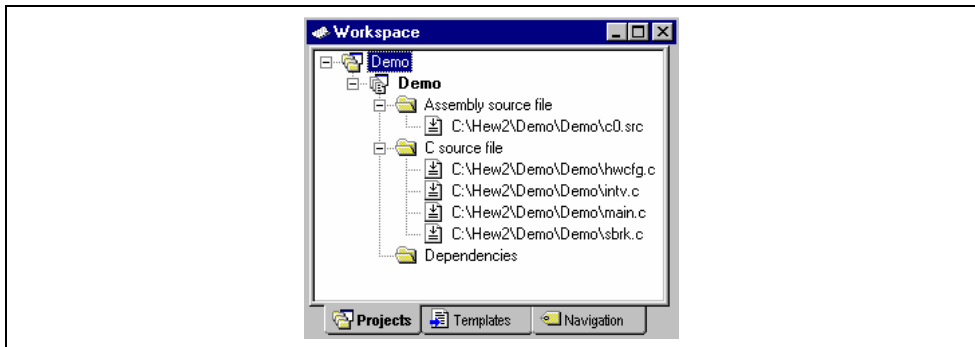 Workspace
Demo
Demo
Assembly source file
C:\Hew2\Demo\Demo\c0.src
C source file
C:\Hew2\Demo\Demo\hwcfg.c
C:\Hew2\Demo\Demo\intv.c
C:\Hew2\Demo\Demo\main.c
C:\Hew2\Demo\Demo\sbrk.c
Dependencies
Projects Templates Navigation